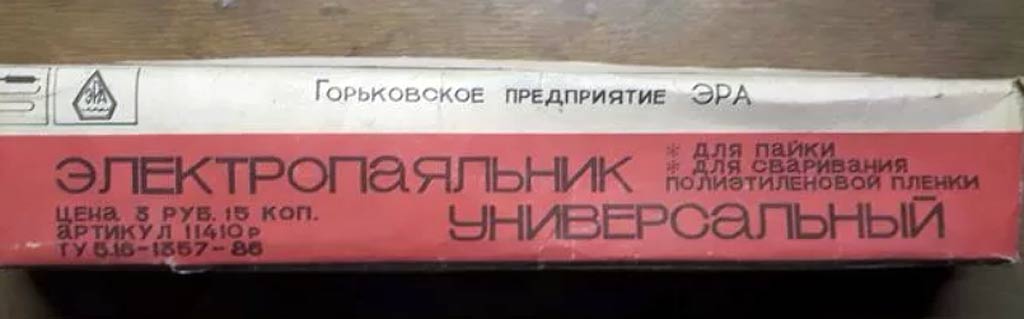 ЭРА
Горьковское предприятие ЭРА
ЭЛЕКТРОПАЯЛЬНИК
* ДЛЯ ПАЙКИ
* ДЛЯ СВАРИВАНИЯ
ПОЛИЭТИЛЕНОВОЙ ПЛЕНКИ
УНИВЕРСАЛЬНЫЙ
ЦЕНА 3 РУБ. 15 КОП.
АРТИКУЛ 11410Р
ТУ 5.16-1357-86